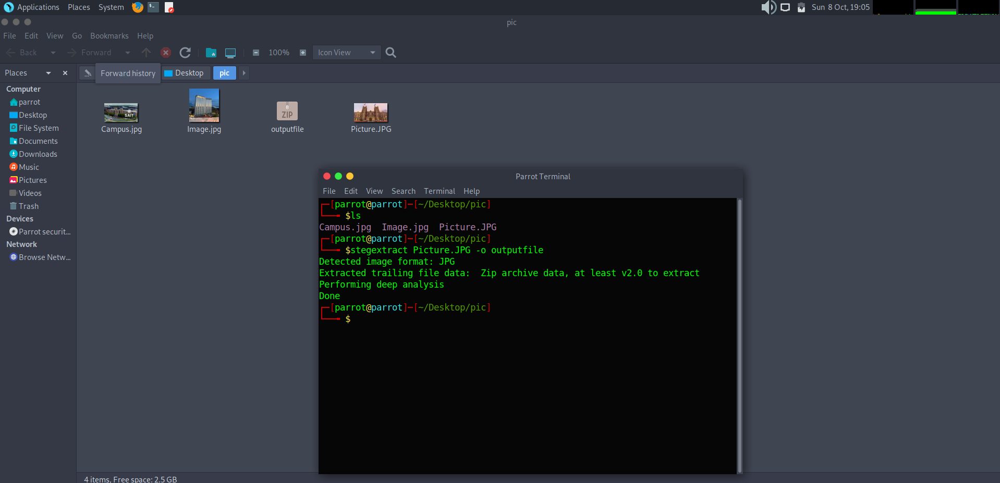 Applications Places System Sun 8 Oct, 19:05
pic
File Edit View Go Bookmarks Help
Back Forward 100% Icon View
Places Forward history Desktop pic
Computer
parrot
Desktop
File System
Documents
Downloads
Music
Pictures
Videos
Trash
Devices
Parrot securit...
Network
Browse Netw...
SAIT
ZIP
Campus.jpg Image.jpg outputfile Picture.JPG
Parrot Terminal
File Edit View Search Terminal Help
[parrot@parrot]-[~/Desktop/pic]
$ls
Campus.jpg Image.jpg Picture.JPG
[parrot@parrot]-[~/Desktop/pic]
$stegextract Picture.JPG -o outputfile
Detected image format: JPG
Extracted trailing file data: Zip archive data, at least v2.0 to extract
Performing deep analysis
Done
[parrot@parrot]-[~/Desktop/pic]
$
4 items, Free space: 2.5 GB